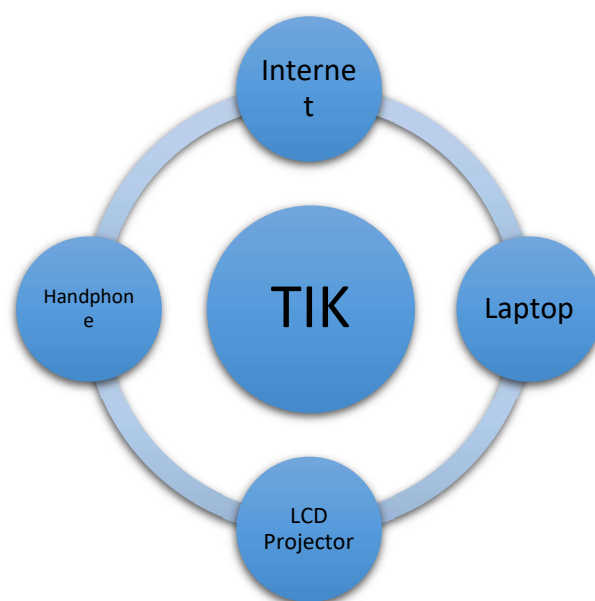 Interne
t
Handphon
e
TIK
Laptop
LCD
Projector